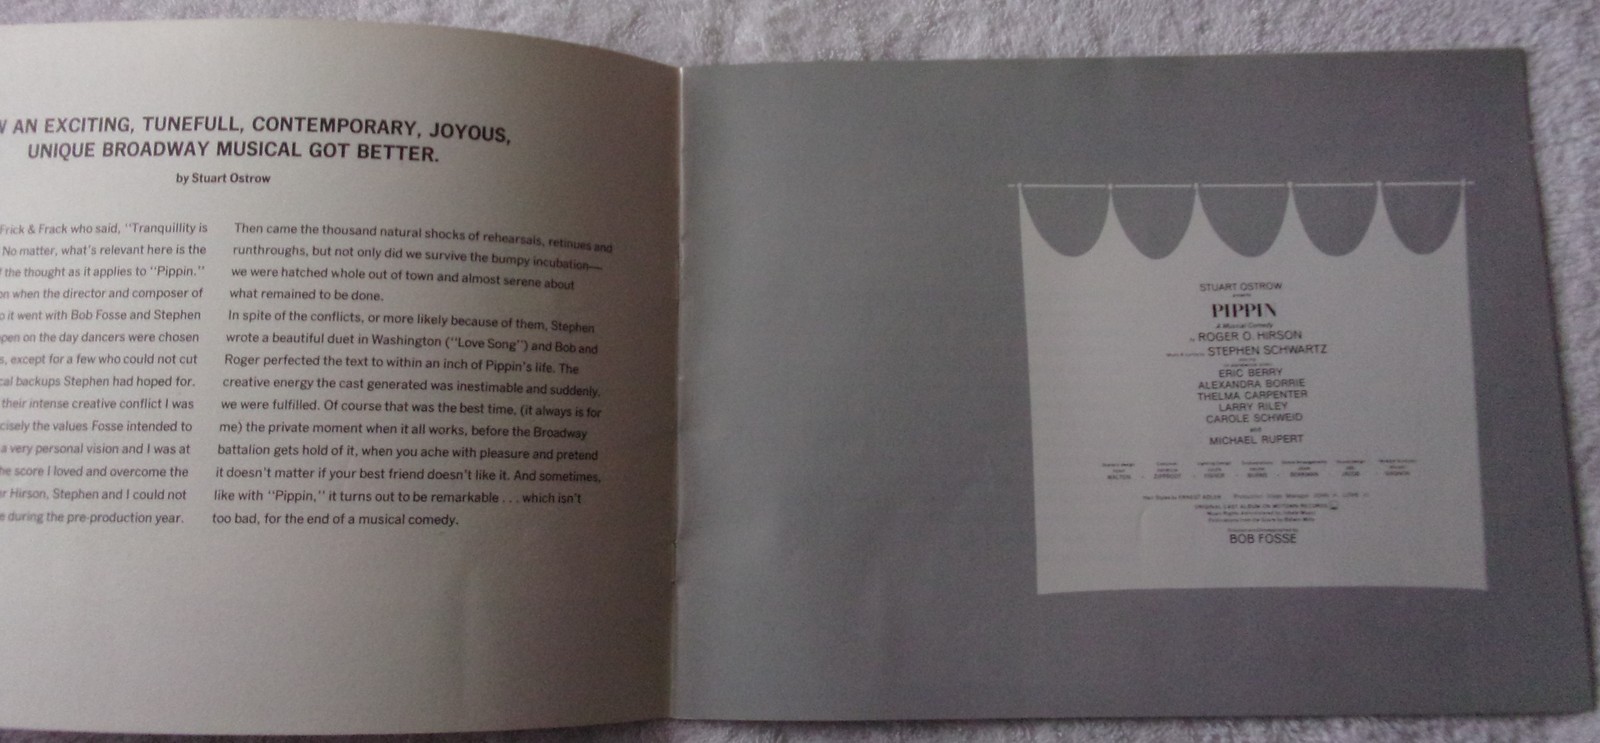 AN EXCITING, TUNEFULL, CONTEMPORARY, JOYOUS,
UNIQUE BROADWAY MUSICAL GOT BETTER.
by Stuart Ostrow
Frick & Frack who said, "Tranquillity is
No matter, what's relevant here is the
the thought as it applies to "Pippin."
when the director and composer of
it went with Bob Fosse and Stephen
on the day dancers were chosen
except for a few who could not cut
backups Stephen had hoped for.
their intense creative conflict I was
the values Fosse intended to
a very personal vision and I was at
score I loved and overcome the
Hirson, Stephen and I could not
during the pre-production year.
Then came the thousand natural shocks of rehearsals, retinues and
runthroughs, but not only did we survive the bumpy incubation—
we were hatched whole out of town and almost serene about
what remained to be done.
In spite of the conflicts, or more likely because of them, Stephen
wrote a beautiful duet in Washington ("Love Song") and Bob and
Roger perfected the text to within an inch of Pippin's life. The
creative energy the cast generated was inestimable and suddenly,
we were fulfilled. Of course that was the best time, (it always is for
me) the private moment when it all works, before the Broadway
battalion gets hold of it, when you ache with pleasure and pretend
it doesn't matter if your best friend doesn't like it. And sometimes,
like with "Pippin," it turns out to be remarkable . . . which isn't
too bad, for the end of a musical comedy.
STUART OSTROW
presents
PIPPIN
A Musical Comedy
by ROGER O. HIRSON
STEPHEN SCHWARTZ
ERIC BERRY
ALEXANDRA BORRIE
THELMA CARPENTER
LARRY RILEY
CAROLE SCHWEID
and
MICHAEL RUPERT
ORIGINAL CAST ALBUM ON MOTOWN RECORDS
BOB FOSSE